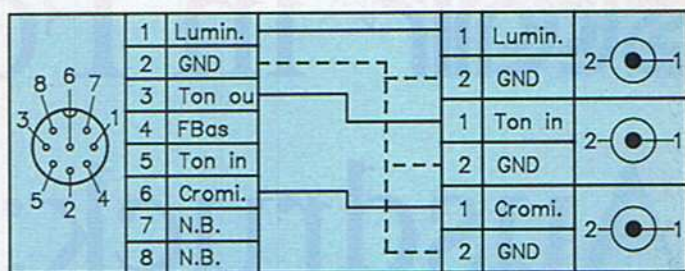 1 Lumin.
2 GND
3 Ton ou
4 FBas
5 Ton in
6 Cromi.
7 N.B.
8 N.B.
6
8 7
3 1
5 4
2
1 Lumin.
2 GND
1 Ton in
2 GND
1 Cromi.
2 GND
2 1
2 1
2 1